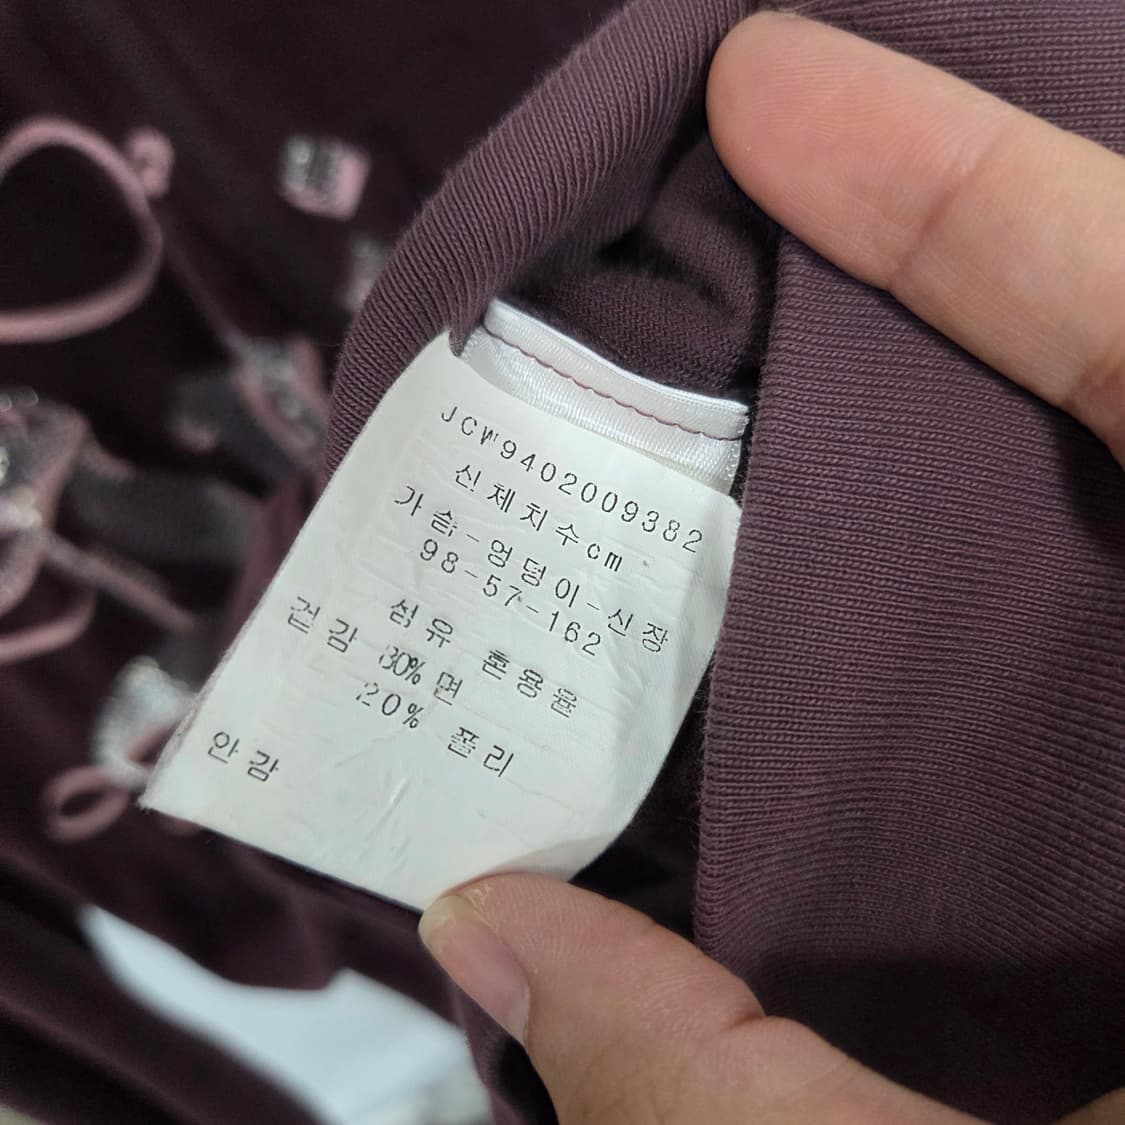 JCW9402009382
신체치수cm
가슴-엉덩이-신장
98-57-162
섬유 혼용율
겉감 80% 면
20% 폴리
안감